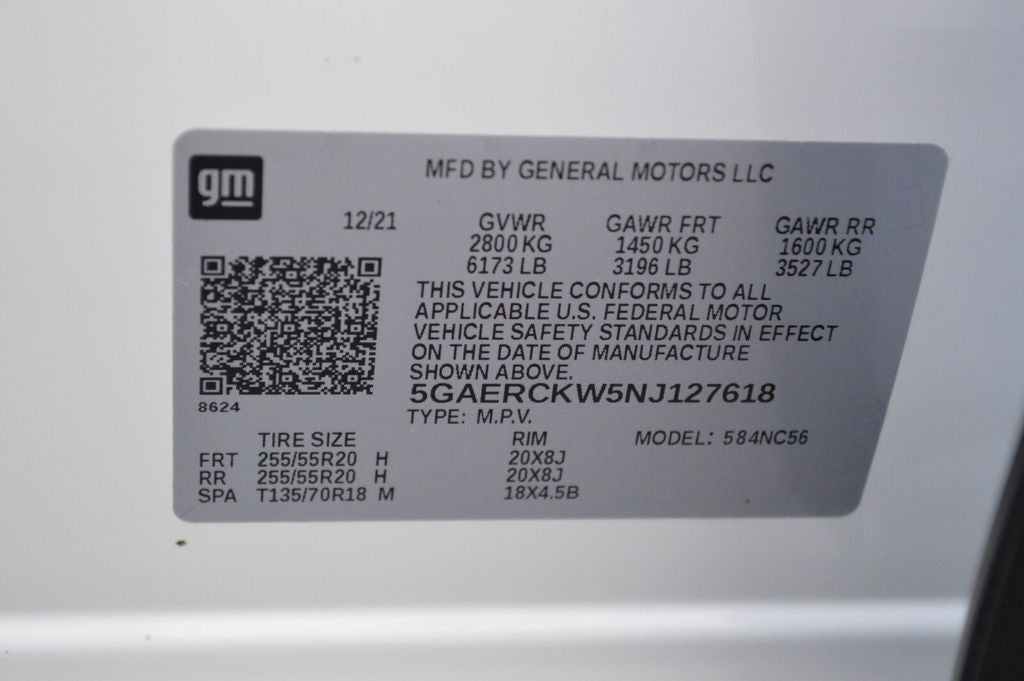 gm
MFD BY GENERAL MOTORS LLC
12/21
GVWR GAWR FRT GAWR RR
2800 KG 1450 KG 1600 KG
6173 LB 3196 LB 3527 LB
THIS VEHICLE CONFORMS TO ALL
APPLICABLE U.S. FEDERAL MOTOR
VEHICLE SAFETY STANDARDS IN EFFECT
ON THE DATE OF MANUFACTURE
SHOWN ABOVE.
5GAERCKW5NJ127618
8624
TYPE: M.P.V.
TIRE SIZE RIM MODEL: 584NC56
FRT 255/55R20 H 20X8J
RR 255/55R20 H 20X8J
SPA T135/70R18 M 18X4.5B